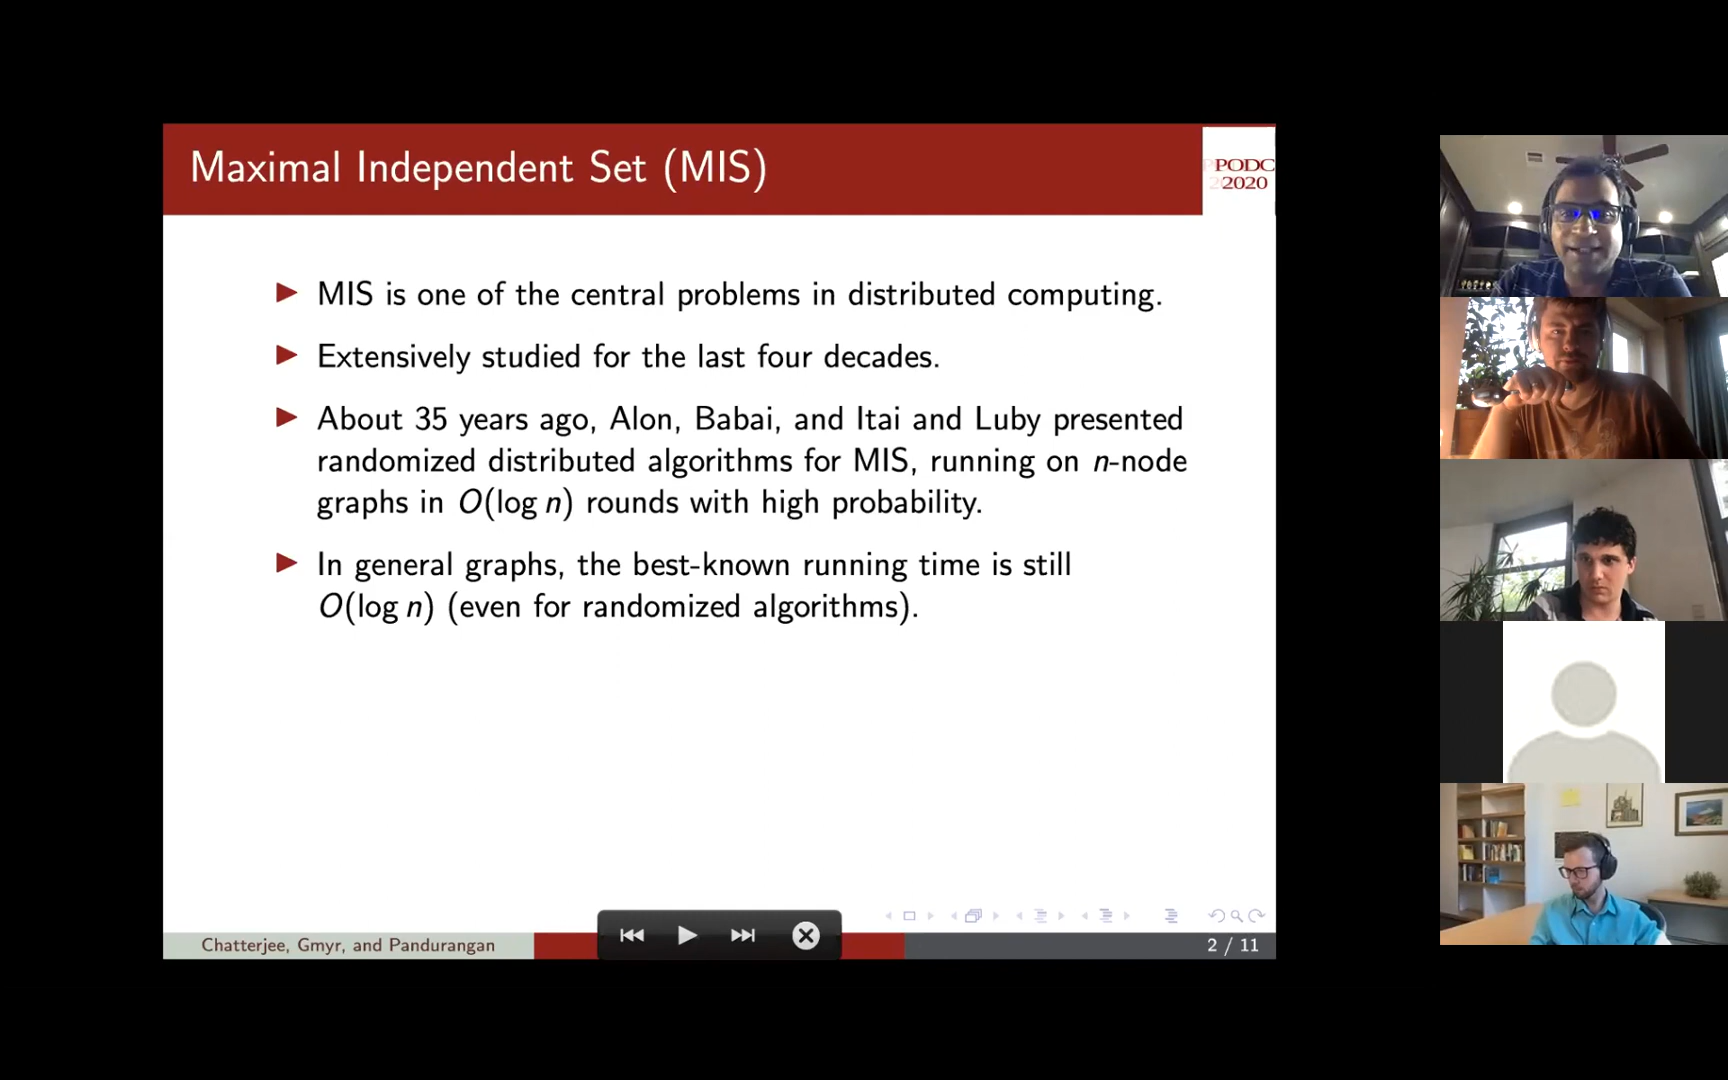 Maximal Independent Set (MIS)
PODC
2020
MIS is one of the central problems in distributed computing.
Extensively studied for the last four decades.
About 35 years ago, Alon, Babai, and Itai and Luby presented
randomized distributed algorithms for MIS, running on n-node
graphs in O(log n) rounds with high probability.
In general graphs, the best-known running time is still
O(log n) (even for randomized algorithms).
Chatterjee, Gmyr, and Pandurangan
2 / 11